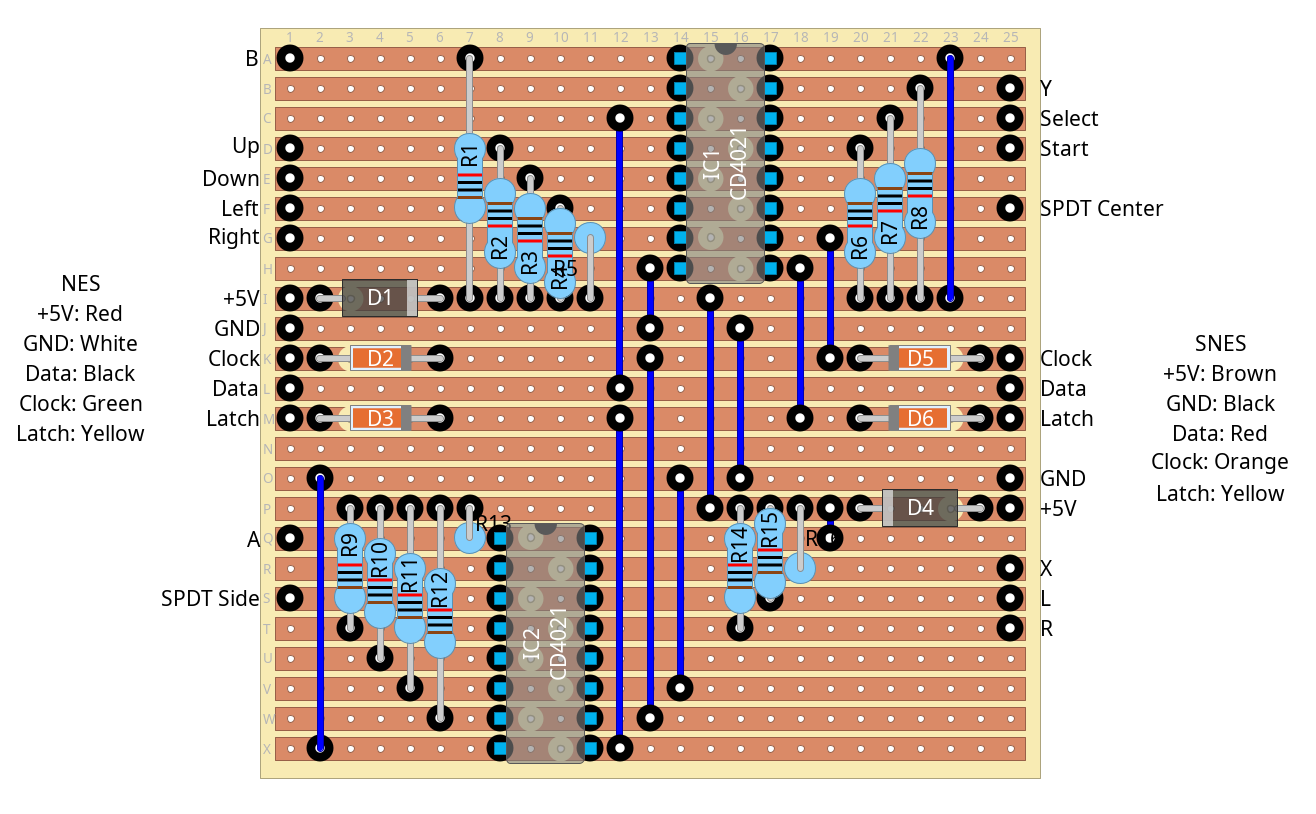 1 2 3 4 5 6 7 8 9 10 11 12 13 14 15 16 17 18 19 20 21 22 23 24 25
B A
B Y
C Select
Up D R1 IC1 CD4021 Start
Down E
Left F SPDT Center
Right G R2 R3 R4 R5 R6 R7 R8
H
+5V I D1
GND J
Clock K D2 D5 Clock
Data L Data
Latch M D3 D6 Latch
N
O GND
P D4 +5V
A Q R9 R10 R11 R12 R13 R14 R15 R
R X
SPDT Side S L
T IC2 CD4021 R
U
V
W
X
NES
+5V: Red
GND: White
Data: Black
Clock: Green
Latch: Yellow
SNES
+5V: Brown
GND: Black
Data: Red
Clock: Orange
Latch: Yellow